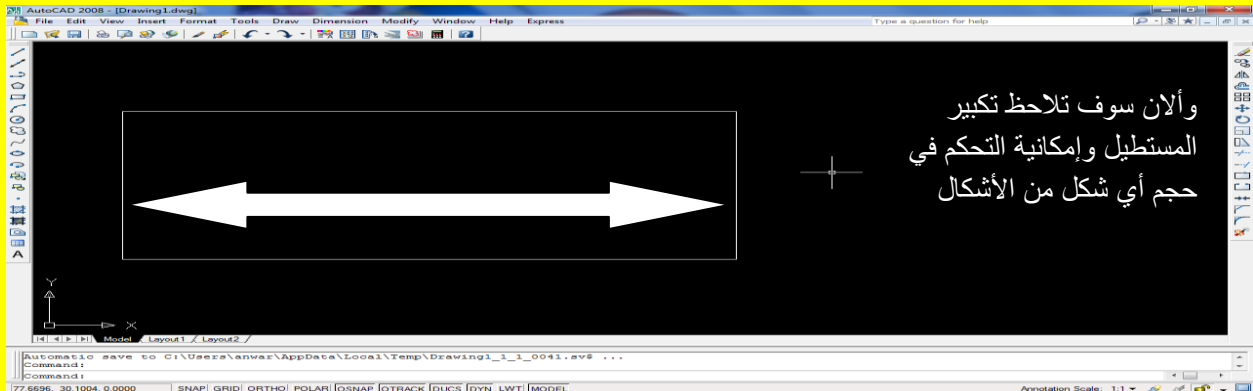 AutoCAD 2008 - [Drawing1.dwg]
File Edit View Insert Format Tools Draw Dimension Modify Window Help Express
Type a question for help
وألان سوف تلاحظ تكبير
المستطيل وإمكانية التحكم في
حجم أي شكل من الأشكال
A
Y
X
Model Layout1 Layout2
Automatic save to C:\Users\anwar\AppData\Local\Temp\Drawing1_1_1_0041.sv$ ...
Command:
Command:
77.6696, 30.1004, 0.0000 SNAP GRID ORTHO POLAR OSNAP OTRACK DUCS DYN LWT MODEL Annotation Scale: 1:1